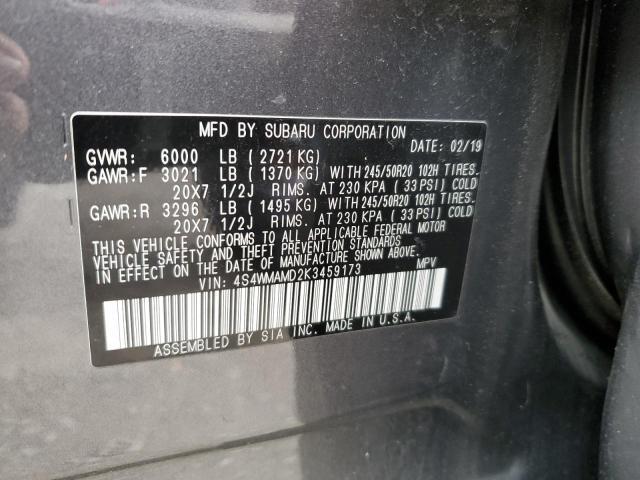 MFD BY SUBARU CORPORATION
DATE: 02/19
GVWR: 6000 LB ( 2721 KG)
GAWR:F 3021 LB ( 1370 KG) WITH 245/50R20 102H TIRES.
20X7 1/2J RIMS. AT 230 KPA ( 33 PSI) COLD
GAWR:R 3296 LB ( 1495 KG) WITH 245/50R20 102H TIRES.
20X7 1/2J RIMS. AT 230 KPA ( 33 PSI) COLD
THIS VEHICLE CONFORMS TO ALL APPLICABLE FEDERAL MOTOR
VEHICLE SAFETY AND THEFT PREVENTION STANDARDS
IN EFFECT ON THE DATE OF MANUFACTURE SHOWN ABOVE.
VIN: 4S4WMAMD2K3459173 MPV
ASSEMBLED BY SIA INC. MADE IN U.S.A.